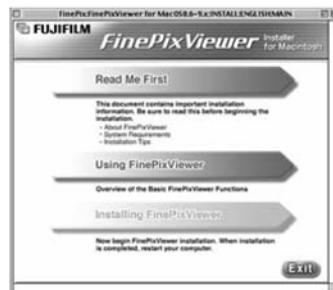 FinePix:FinePixViewer for MacOS8.6~9.x:INSTALL:ENGLISH:MAIN
FUJIFILM
FinePixViewer Installer for Macintosh
Read Me First
This document contains important installation
information. Be sure to read this before beginning the
installation.
- About FinePixViewer
- System Requirements
- Installation Tips
Using FinePixViewer
Overview of the Basic FinePixViewer Functions
Installing FinePixViewer
Now begin FinePixViewer installation. When installation
is completed, restart your computer.
Exit